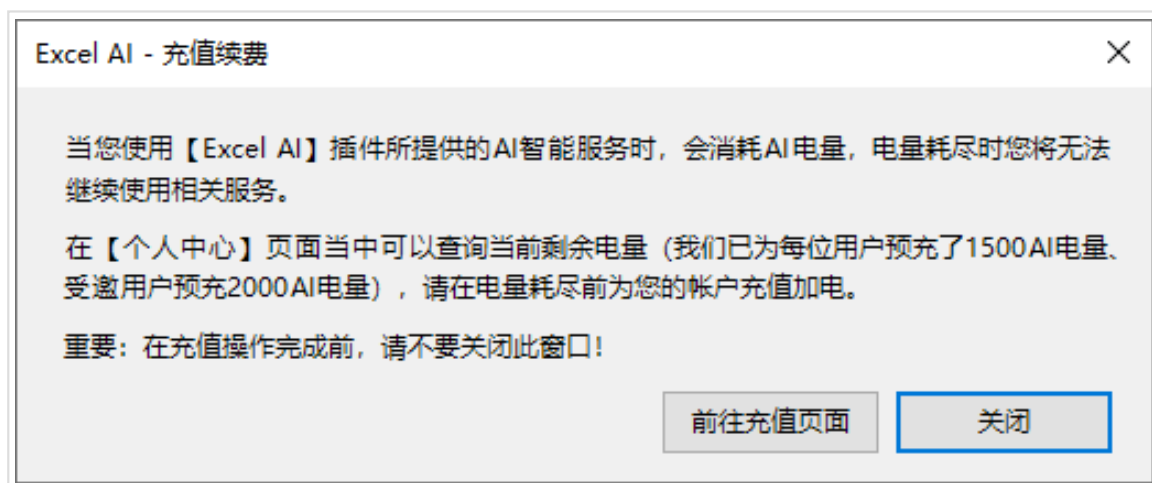 Excel AI - 充值续费
当您使用【Excel AI】插件所提供的AI智能服务时，会消耗AI电量，电量耗尽时您将无法
继续使用相关服务。
在【个人中心】页面当中可以查询当前剩余电量（我们已为每位用户预充了1500AI电量、
受邀用户预充2000AI电量），请在电量耗尽前为您的帐户充值加电。
重要：在充值操作完成前，请不要关闭此窗口！
前往充值页面
关闭